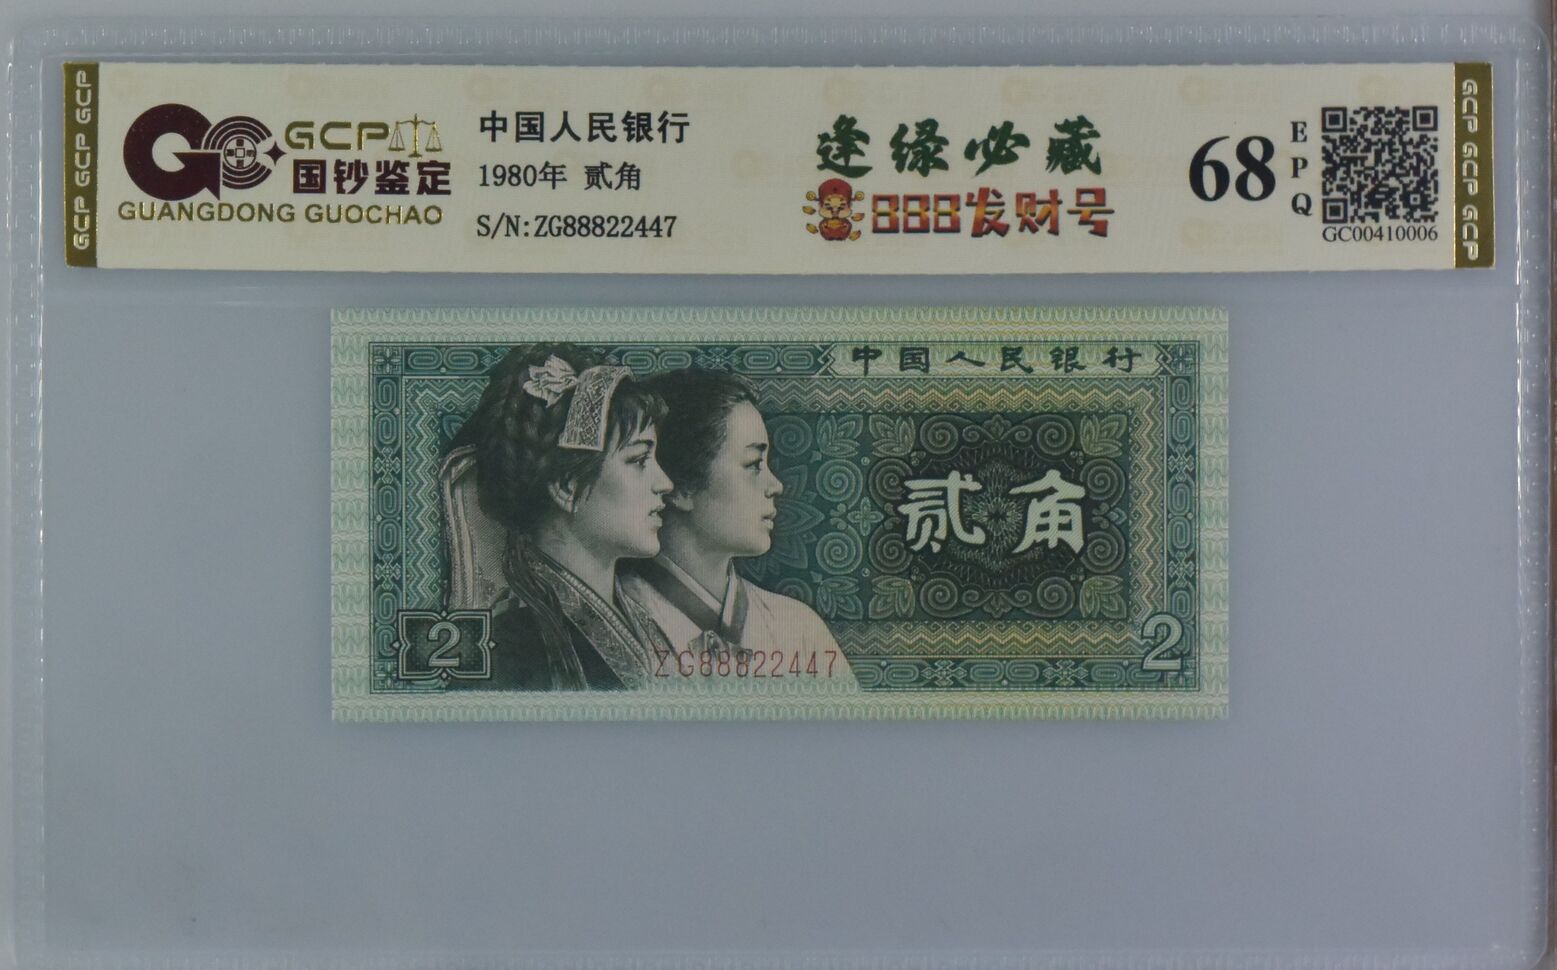 GCP GCP GCP
GCP
国钞鉴定
GUANGDONG GUOCHAO
中国人民银行
1980年 贰角
S/N:ZG88822447
逢缘必藏
888发财号
68
EPQ
GC00410006
GCP GCP GCP
中国人民银行
贰角
2
2
ZG88822447